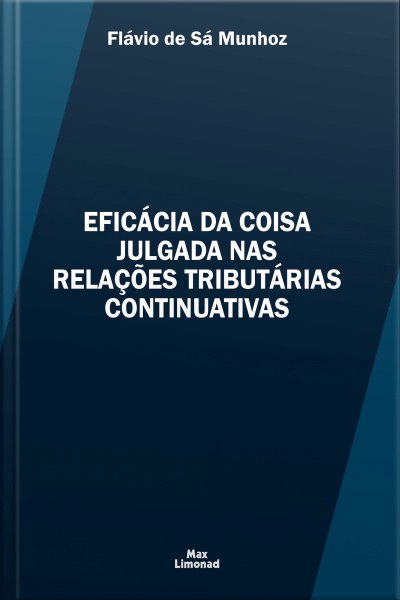 Flávio de Sá Munhoz
EFICÁCIA DA COISA
JULGADA NAS
RELAÇÕES TRIBUTÁRIAS
CONTINUATIVAS
Max
Limonad